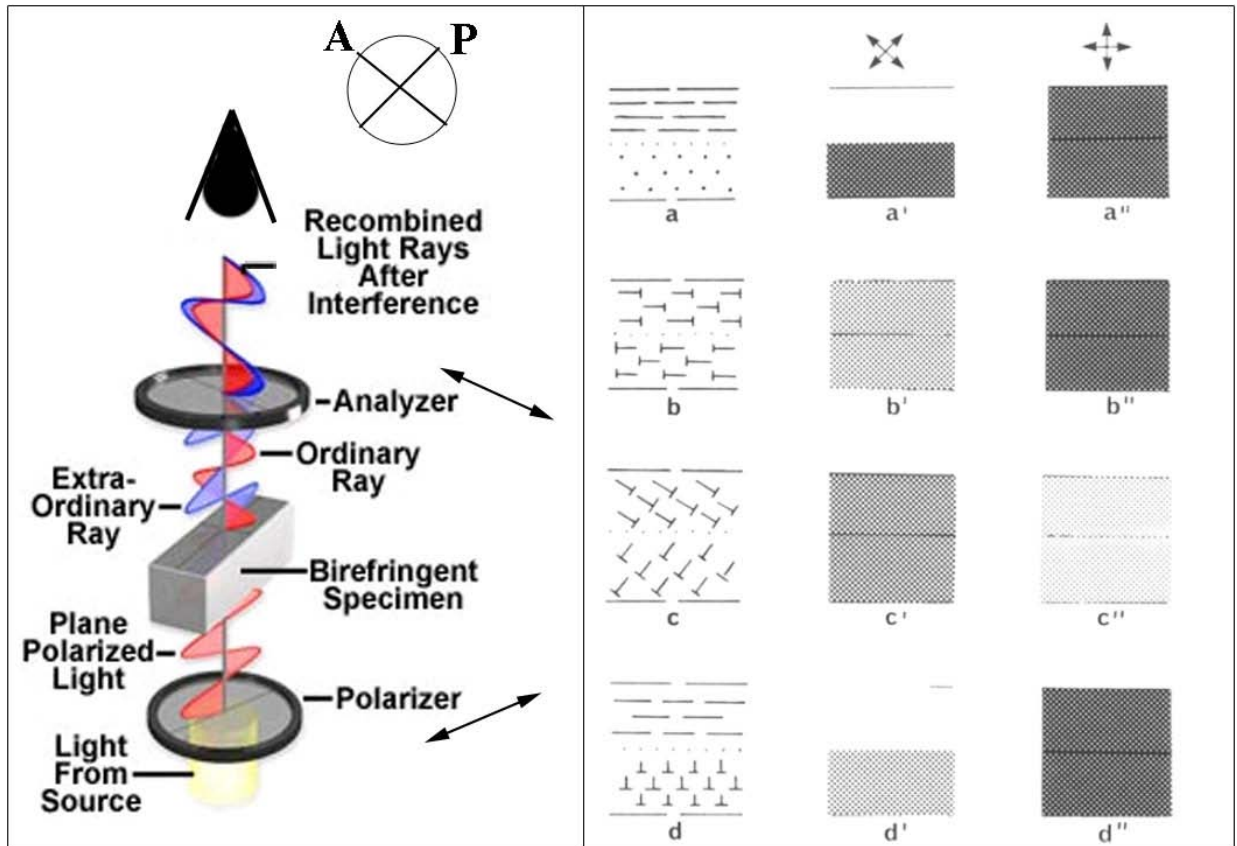 A P
Recombined
Light Rays
After
Interference
Analyzer
Ordinary
Ray
Extra-
Ordinary
Ray
Birefringent
Specimen
Plane
Polarized
Light
Polarizer
Light
From
Source
a a' a"
b b' b"
c c' c"
d d' d"